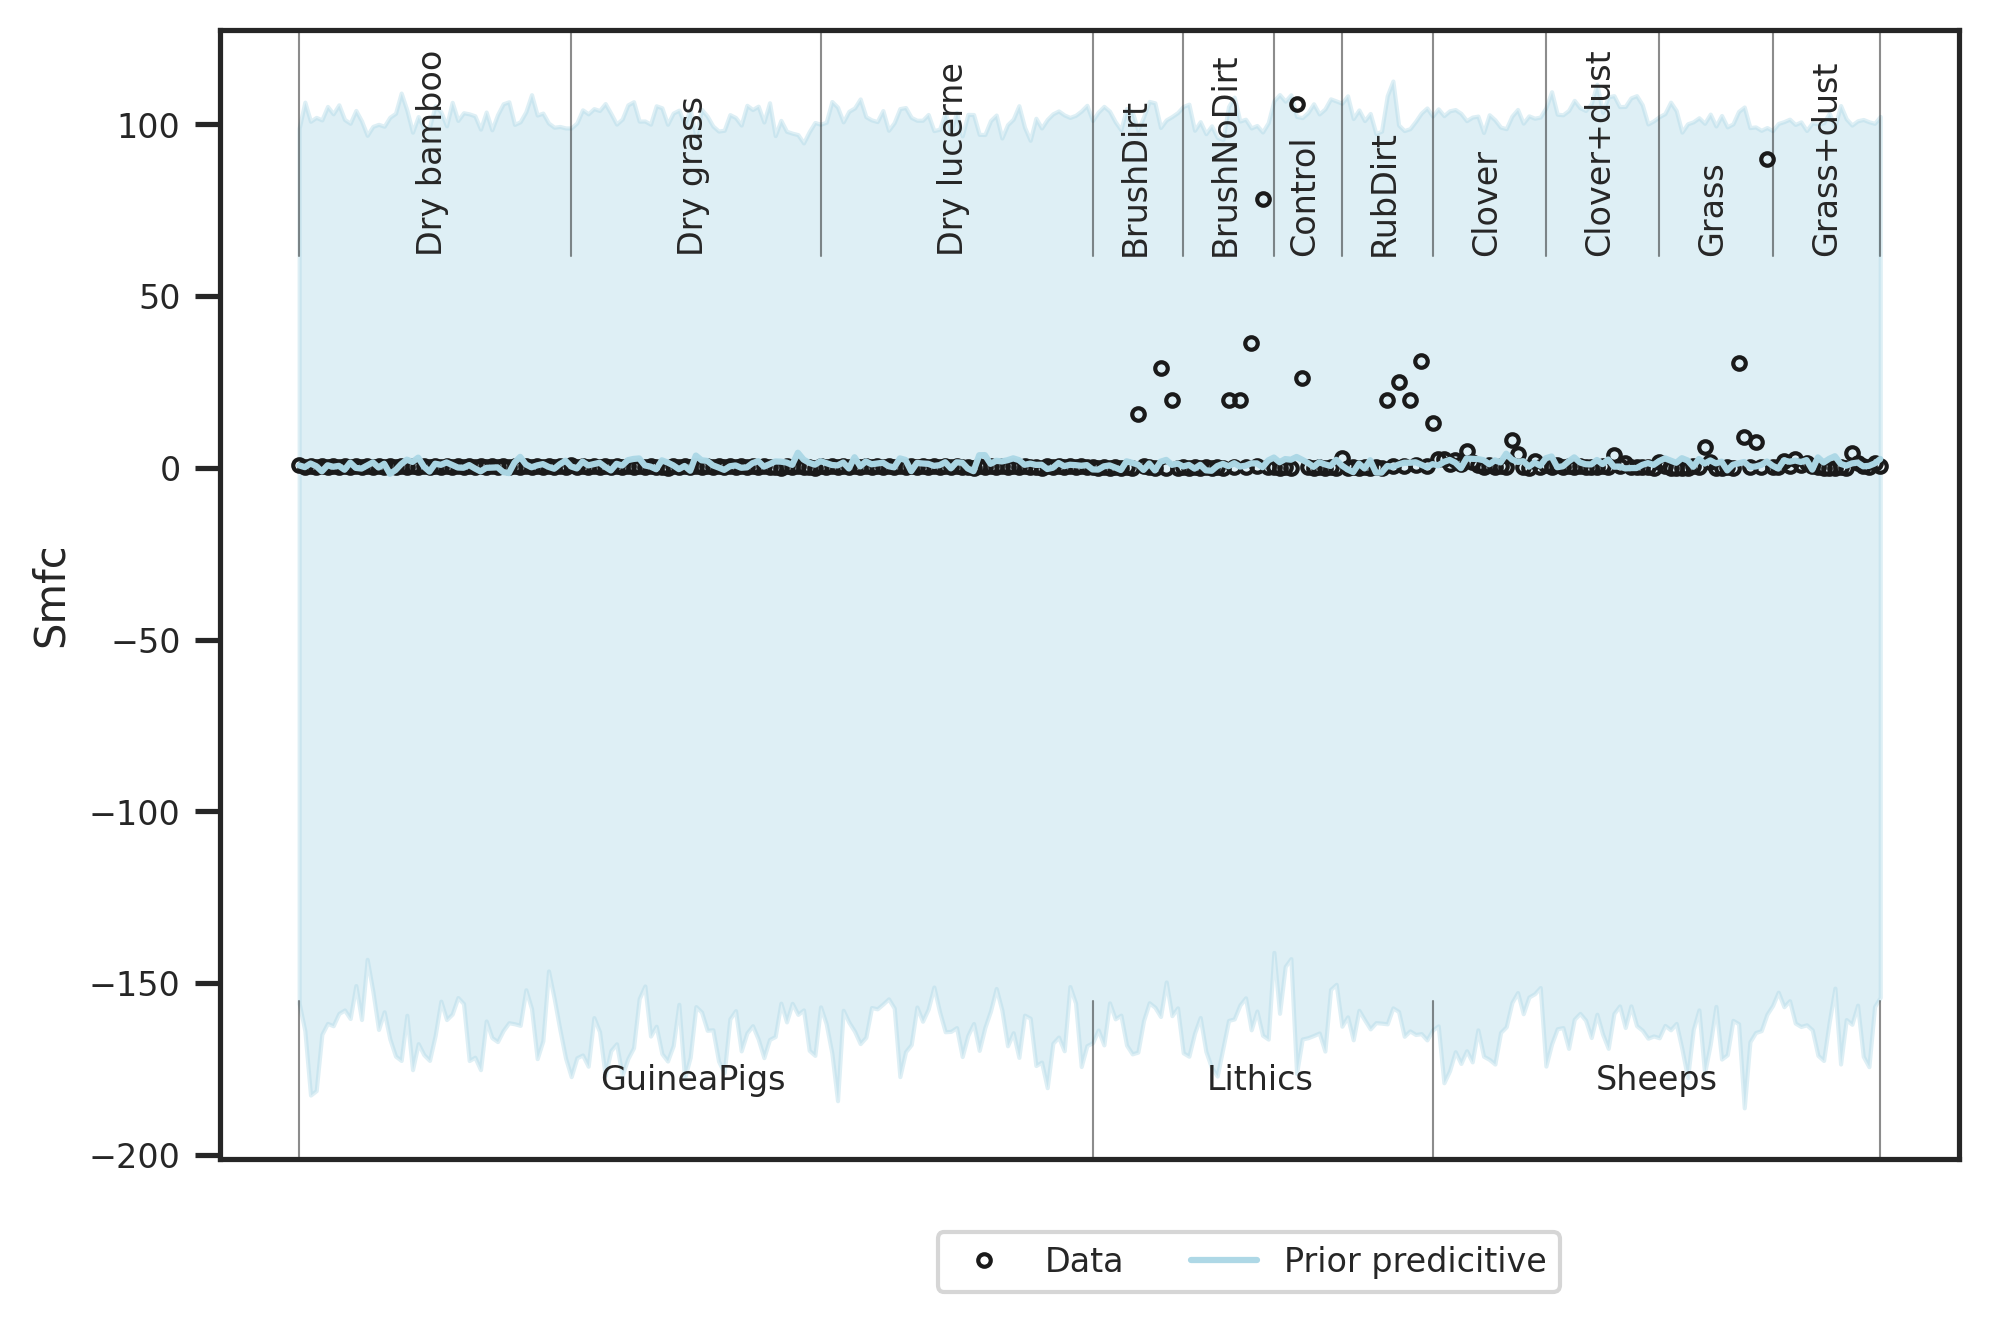 Dry bamboo
Dry grass
Dry lucerne
BrushDirt
BrushNoDirt
Control
RubDirt
Clover
Clover+dust
Grass
Grass+dust
100
50
0
−50
−100
−150
−200
Smfc
GuineaPigs
Lithics
Sheeps
Data
Prior predicitive